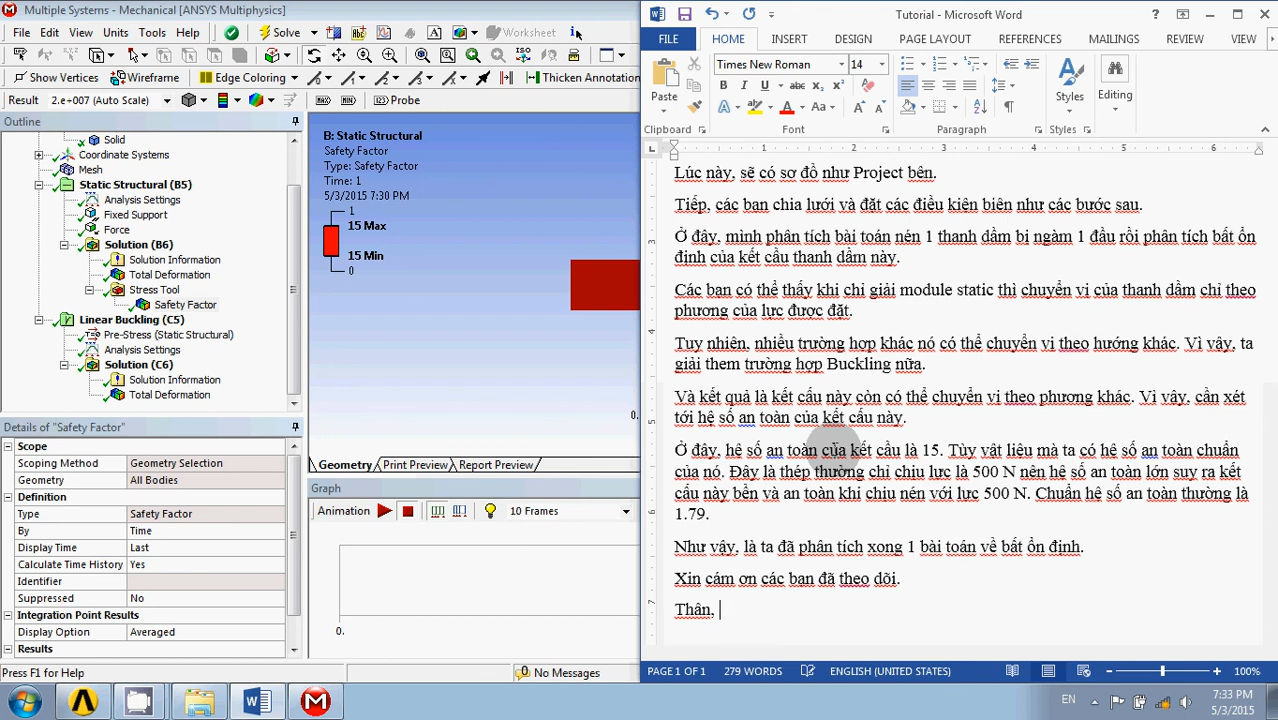 Multiple Systems - Mechanical [ANSYS Multiphysics]
File Edit View Units Tools Help Solve Worksheet
Show Vertices Wireframe Edge Coloring Thicken Annotation
Result 2.e+007 (Auto Scale) Probe
Outline
Solid
Coordinate Systems
Mesh
Static Structural (B5)
Analysis Settings
Fixed Support
Force
Solution (B6)
Solution Information
Total Deformation
Stress Tool
Safety Factor
Linear Buckling (C5)
Pre-Stress (Static Structural)
Analysis Settings
Solution (C6)
Solution Information
Total Deformation
Details of "Safety Factor"
Scope
Scoping Method Geometry Selection
Geometry All Bodies
Definition
Type Safety Factor
By Time
Display Time Last
Calculate Time History Yes
Identifier
Suppressed No
Integration Point Results
Display Option Averaged
Results
Press F1 for Help
B: Static Structural
Safety Factor
Type: Safety Factor
Time: 1
5/3/2015 7:30 PM
1
15 Max
15 Min
0
0.
Geometry Print Preview Report Preview
Graph
Animation 10 Frames
0.
No Messages
Tutorial - Microsoft Word
FILE HOME INSERT DESIGN PAGE LAYOUT REFERENCES MAILINGS REVIEW VIEW
Times New Roman 14
Paste
Styles
Editing
Clipboard Font Paragraph Styles
1 2 3 4 5 6
3
4
5
6
7
Lúc này, sẽ có sơ đồ như Project bên.
Tiếp, các bạn chia lưới và đặt các điều kiện biên như các bước sau.
Ở đây, mình phân tích bài toán nén 1 thanh dầm bị ngàm 1 đầu rồi phân tích bất ổn
định của kết cầu thanh dầm này.
Các bạn có thể thấy khi chỉ giải module static thì chuyển vị của thanh dầm chỉ theo
phương của lực được đặt.
Tuy nhiên, nhiều trường hợp khác nó có thể chuyển vị theo hướng khác. Vì vậy, ta
giải them trường hợp Buckling nữa.
Và kết quả là kết cấu này còn có thể chuyển vị theo phương khác. Vì vậy, cần xét
tới hệ số an toàn của kết cấu này.
Ở đây, hệ số an toàn của kết cầu là 15. Tùy vật liệu mà ta có hệ số an toàn chuẩn
của nó. Đây là thép thường chỉ chịu lực là 500 N nên hệ số an toàn lớn suy ra kết
cấu này bền và an toàn khi chịu nén với lực 500 N. Chuẩn hệ số an toàn thường là
1.79.
Như vậy, là ta đã phân tích xong 1 bài toán về bất ổn định.
Xin cám ơn các bạn đã theo dõi.
Thân,
PAGE 1 OF 1 279 WORDS ENGLISH (UNITED STATES) 100%
EN 7:33 PM
5/3/2015